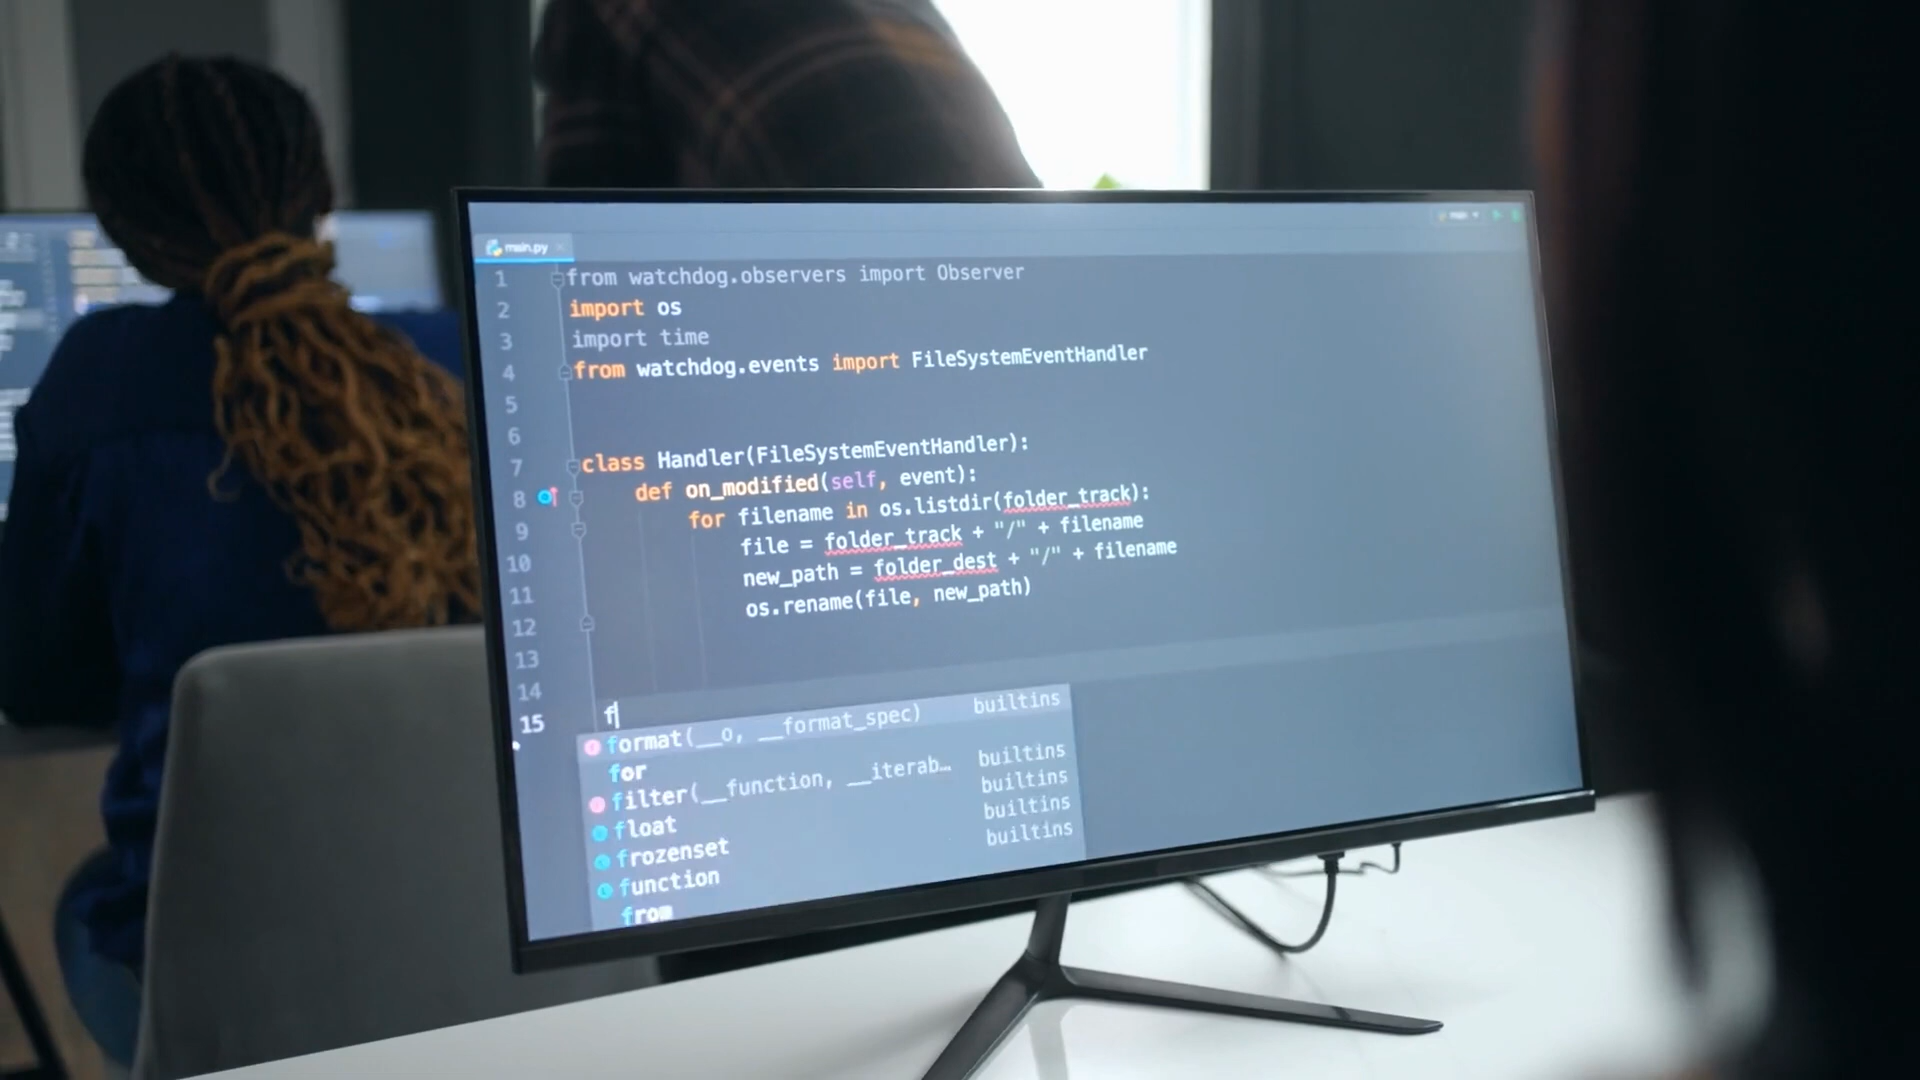 main.py
1 from watchdog.observers import Observer
2 import os
3 import time
4 from watchdog.events import import FileSystemEventHandler
5
6
7 class Handler(FileSystemEventHandler):
8 def on_modified(self, event):
9 for filename in os.listdir(folder_track):
10 file = folder_track + "/" + filename
11 new_path = folder_dest + "/" + filename
12 os.rename(file, new_path)
13
14
15 f
format(__o, __format_spec) builtins
for
filter(__function, __iterab… builtins
float builtins
frozenset builtins
function builtins
from